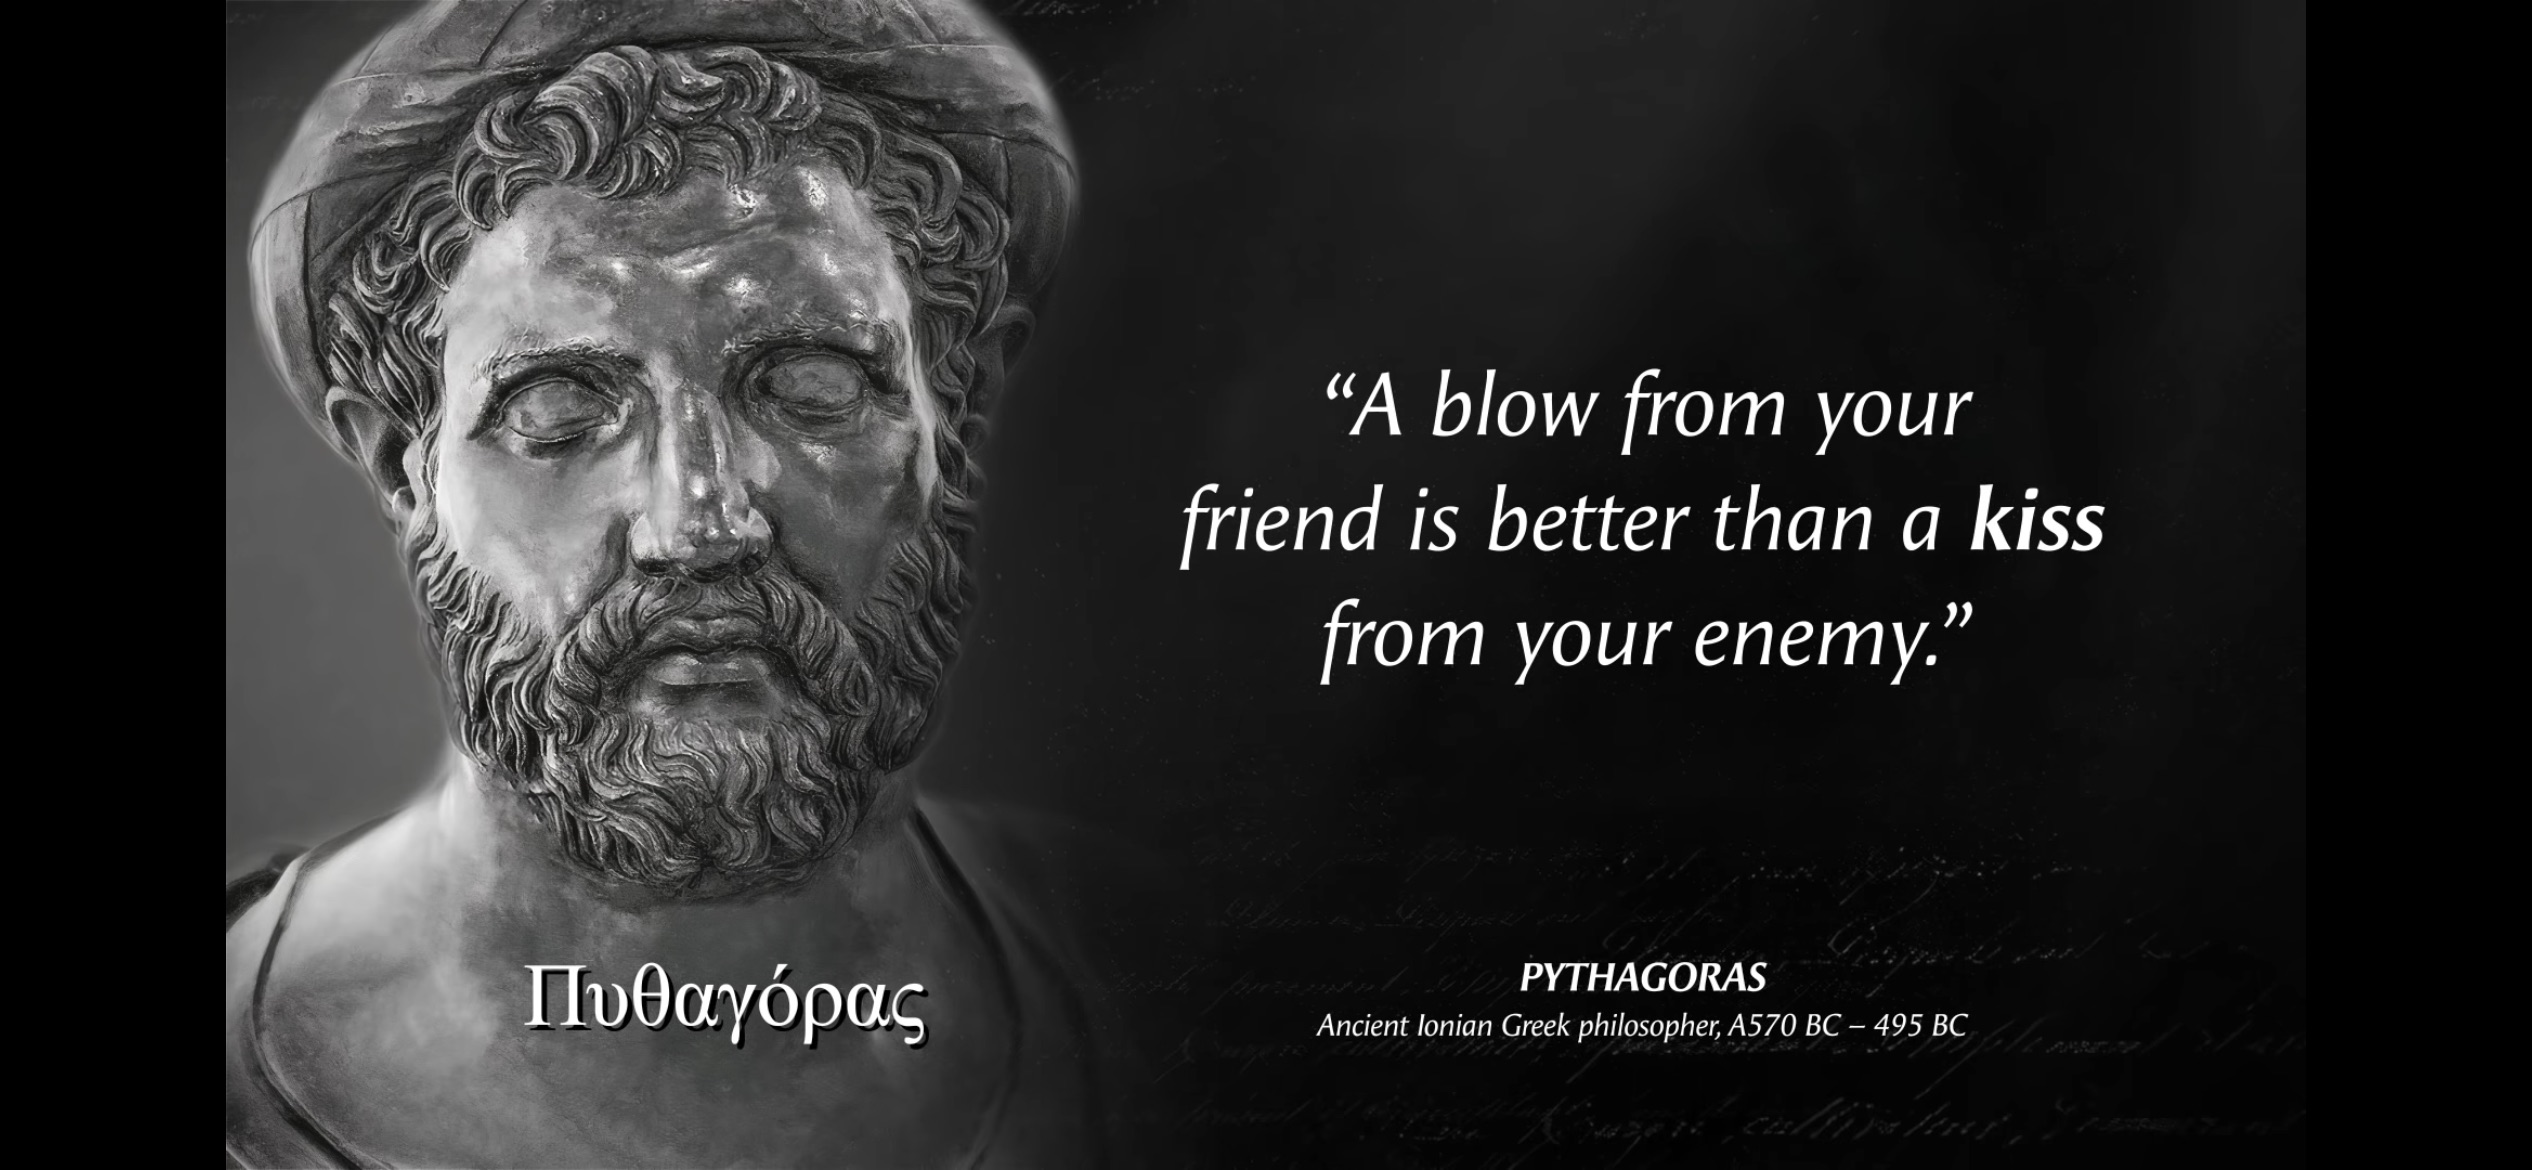 “A blow from your
friend is better than a kiss
from your enemy.”
Πυθαγόρας
PYTHAGORAS
Ancient Ionian Greek philosopher, A570 BC – 495 BC